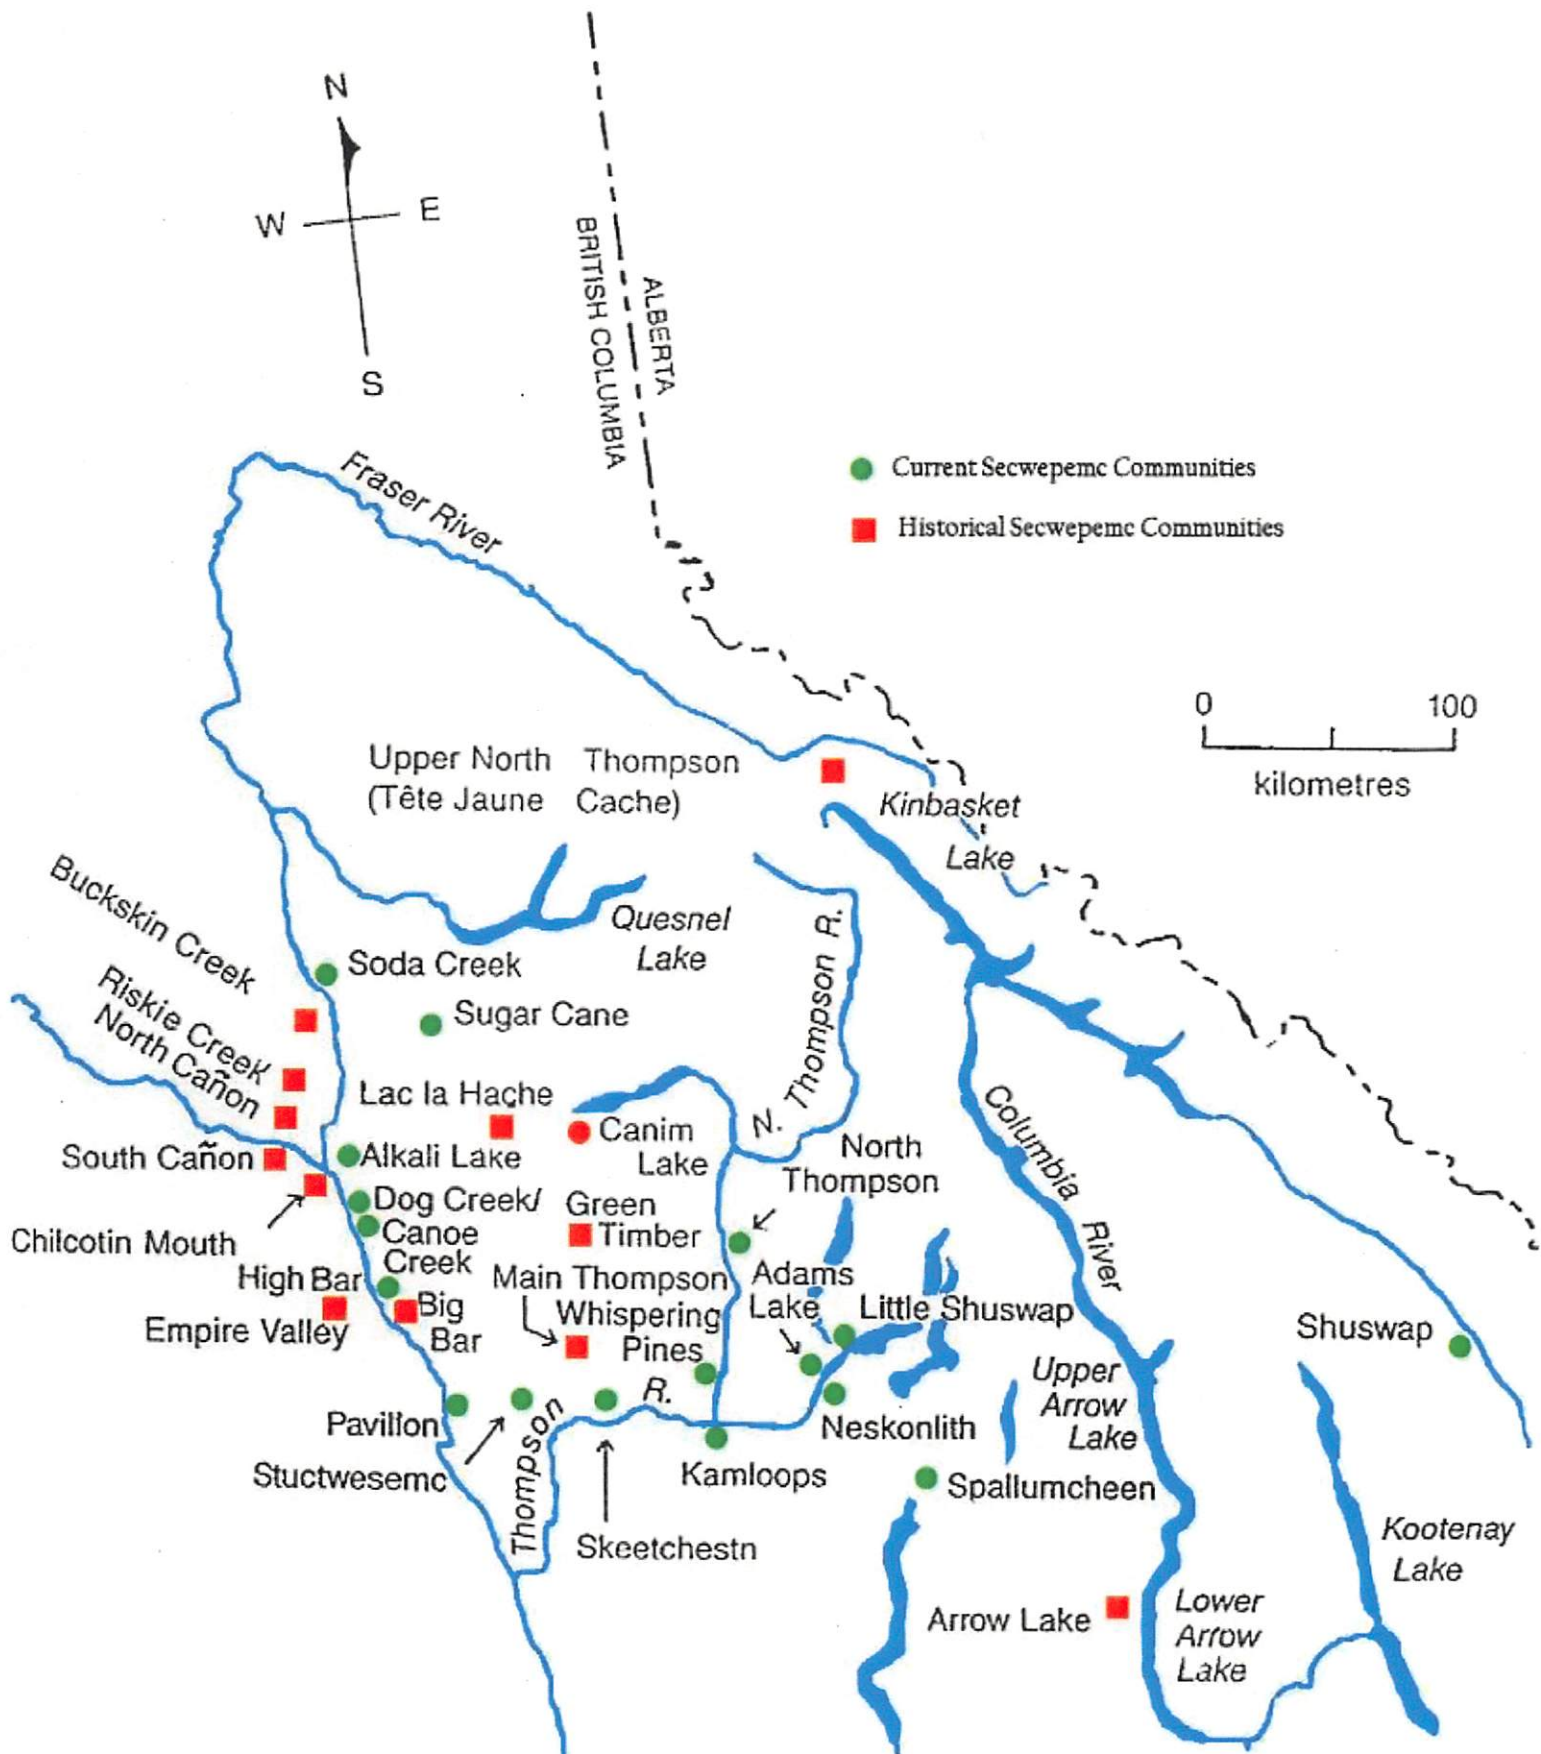 N
W E
S
ALBERTA
BRITISH COLUMBIA
Fraser River
Current Secwepemc Communities
Historical Secwepemc Communities
0 100
kilometres
Upper North Thompson
(Tête Jaune Cache)
Kinbasket
Lake
Buckskin Creek
Riskie Creek
North Cañon
Quesnel
Lake
Soda Creek
Sugar Cane
N. Thompson R.
Lac la Hache
Canim
Lake
South Cañon
Alkali Lake
North
Thompson
Columbia River
Dog Creek/
Canoe
Creek
Green
Timber
Chilcotin Mouth
High Bar
Main Thompson
Adams
Lake
Big
Bar
Whispering
Pines
Little Shuswap
Empire Valley
Shuswap
Upper
Arrow
Lake
Thompson R.
Pavilion
Neskonlith
Stuctwesemc
Kamloops
Spallumcheen
Skeetchestn
Kootenay
Lake
Arrow Lake
Lower
Arrow
Lake